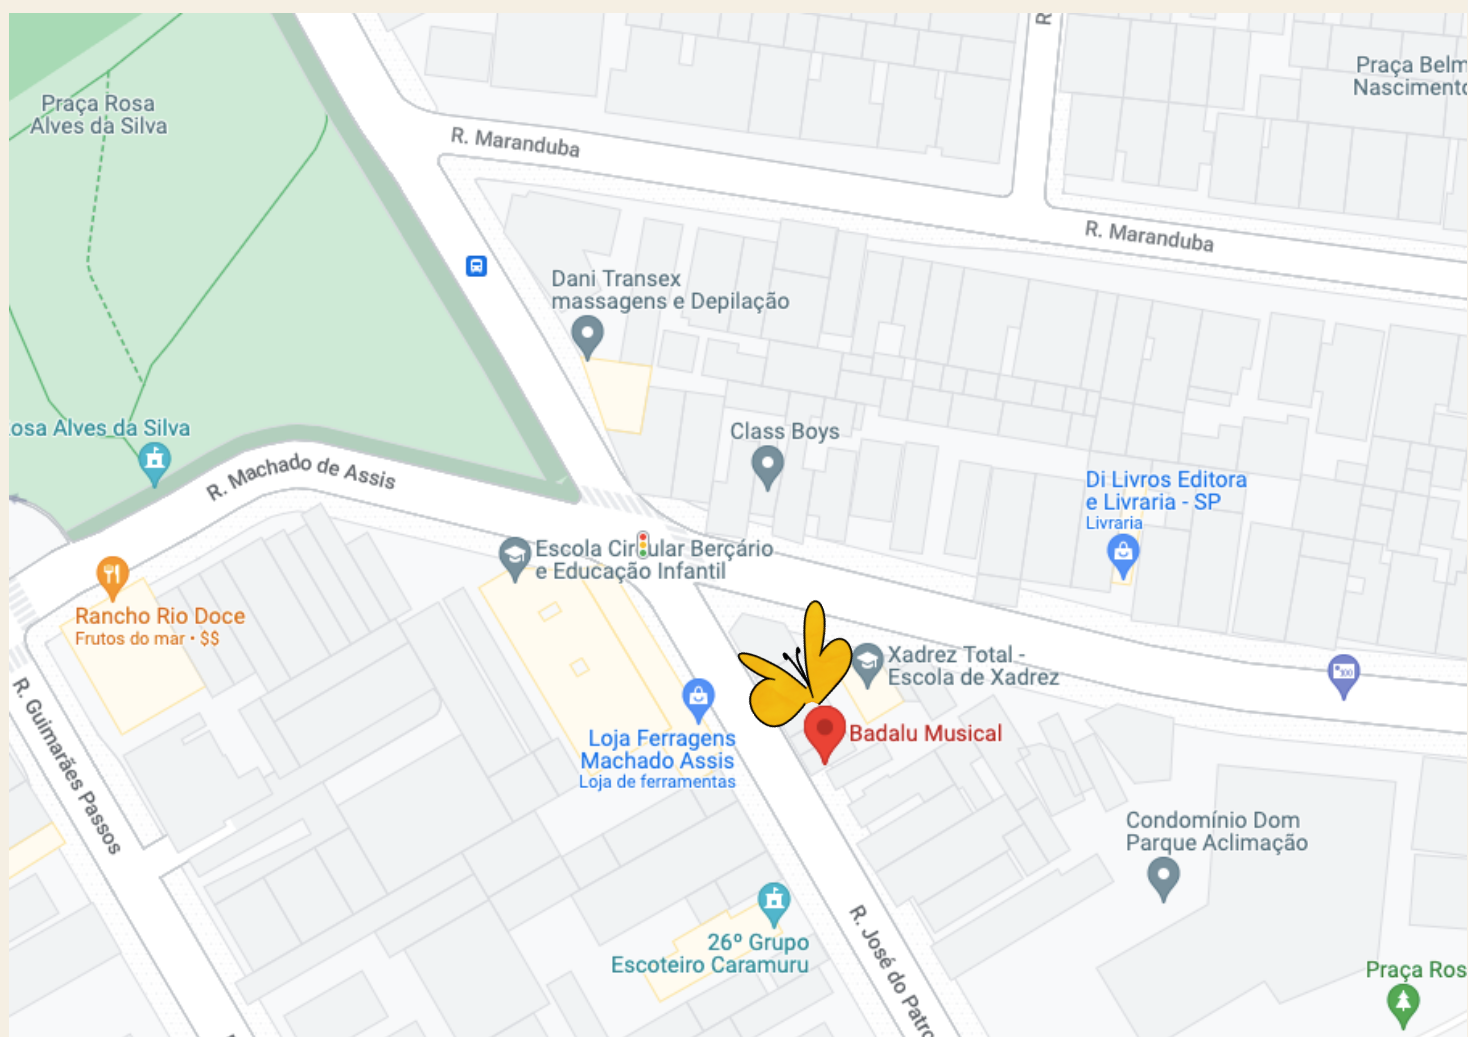 R
Praça Belm
Nascimento
Praça Rosa
Alves da Silva
R. Maranduba
R. Maranduba
Dani Transex
massagens e Depilação
osa Alves da Silva
Class Boys
R. Machado de Assis
Di Livros Editora
e Livraria - SP
Livraria
Escola Circular Berçário
e Educação Infantil
Rancho Rio Doce
Frutos do mar • $$
Xadrez Total -
Escola de Xadrez
R. Guimarães Passos
Loja Ferragens
Machado Assis
Loja de ferramentas
Badalu Musical
Condomínio Dom
Parque Aclimação
26º Grupo
Escoteiro Caramuru
R. José do Patro
Praça Ros